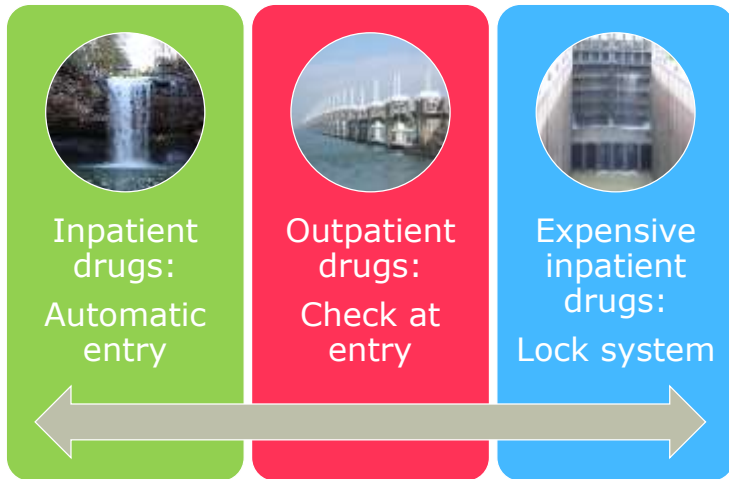 Inpatient
drugs:
Automatic
entry
Outpatient
drugs:
Check at
entry
Expensive
inpatient
drugs:
Lock system